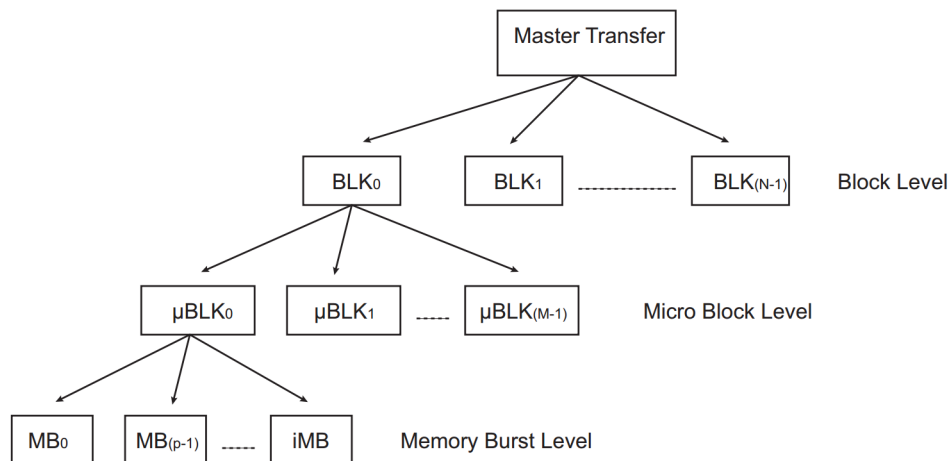 Master Transfer
BLK0 BLK1 BLK(N-1) Block Level
µBLK0 µBLK1 µBLK(M-1) Micro Block Level
MB0 MB(p-1) iMB Memory Burst Level